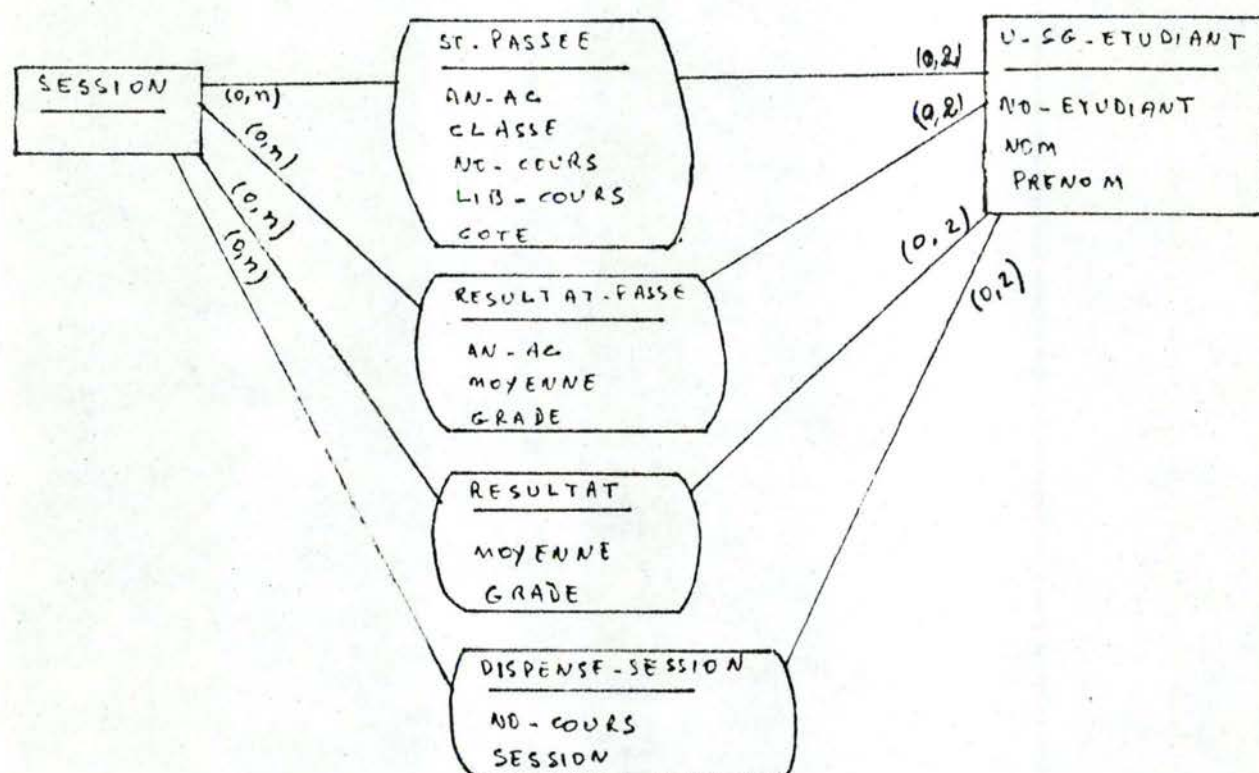 SESSION
(0,n)
(0,n)
(0,n)
(0,n)
ST-PASSEE
AN-AC
CLASSE
NO-COURS
LIB-COURS
COTE
RESULTAT-PASSE
AN-AC
MOYENNE
GRADE
RESULTAT
MOYENNE
GRADE
DISPENSE-SESSION
NO-COURS
SESSION
(0,2)
(0,2)
(0,2)
(0,2)
U-SG-ETUDIANT
NO-ETUDIANT
NOM
PRENOM